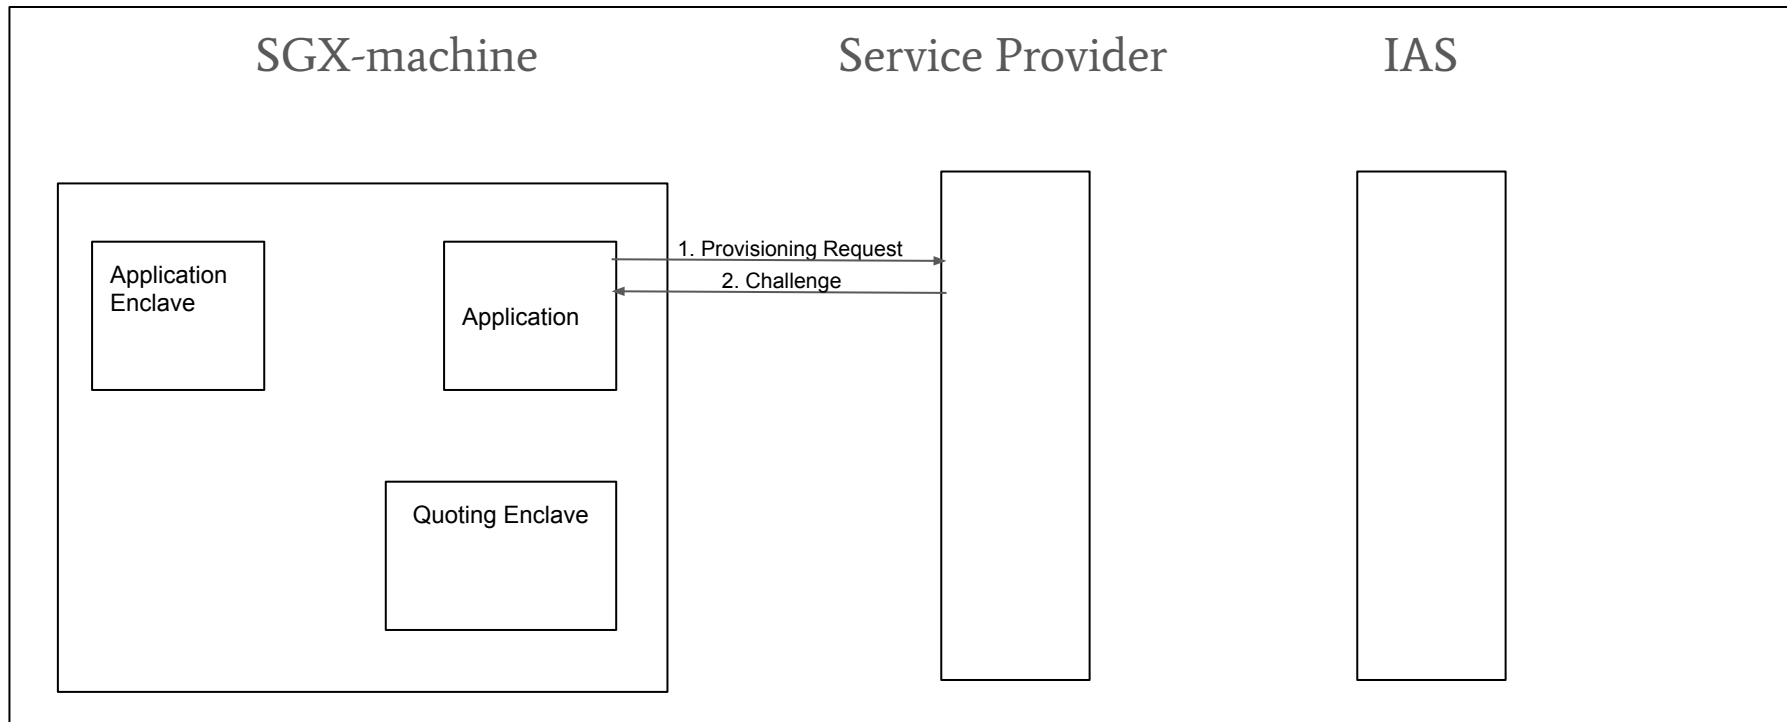 SGX-machine
Service Provider
IAS
Application
Enclave
Application
1. Provisioning Request
2. Challenge
Quoting Enclave